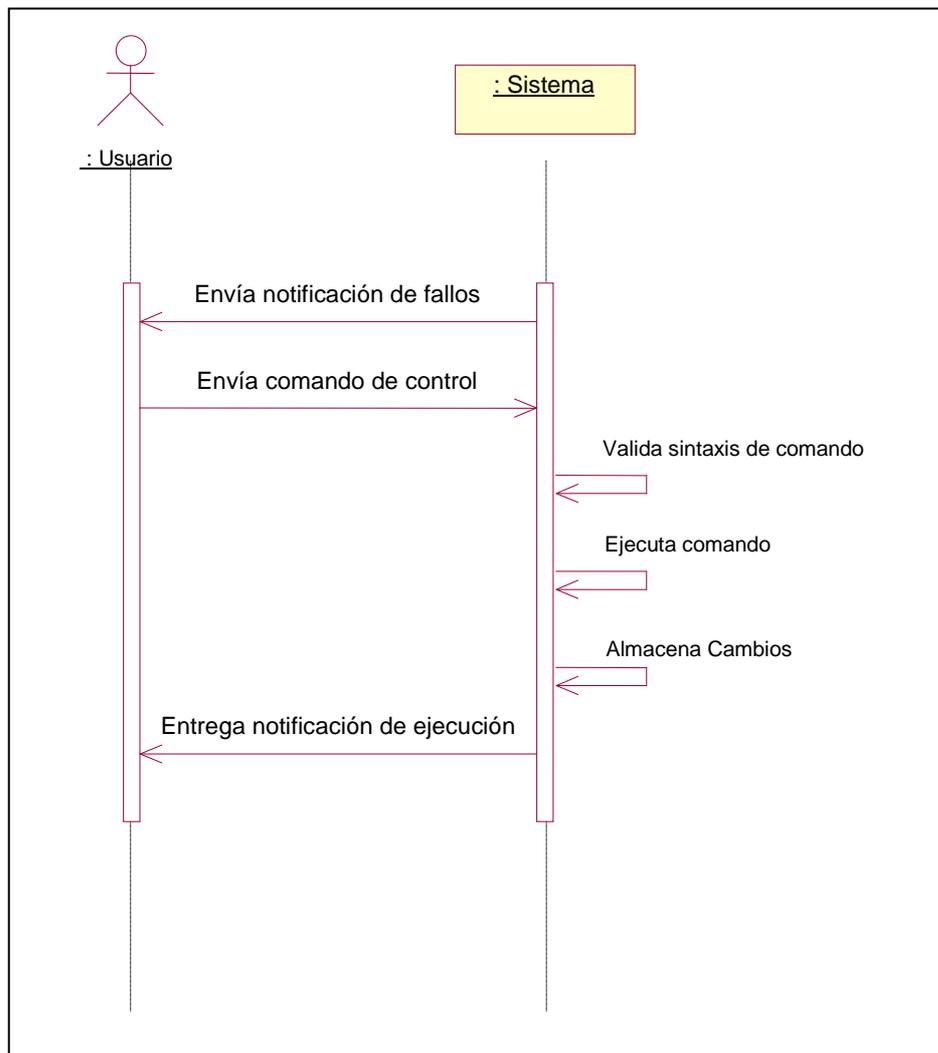 : Sistema
: Usuario
Envía notificación de fallos
Envía comando de control
Valida sintaxis de comando
Ejecuta comando
Almacena Cambios
Entrega notificación de ejecución